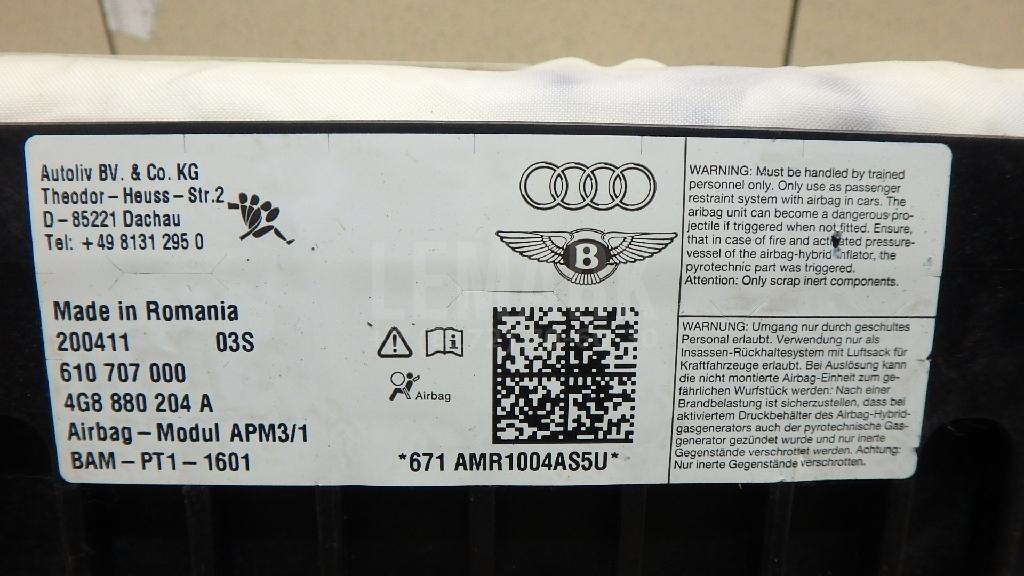 Autoliv BV. & Co. KG
Theodor-Heuss-Str.2
D-85221 Dachau
Tel: +49 8131 295 0
B
Made in Romania
200411 03S
610 707 000
4G8 880 204 A
Airbag-Modul APM3/1
BAM-PT1-1601
Airbag
*671 AMR1004AS5U*
WARNING: Must be handled by trained
personnel only. Only use as passenger
restraint system with airbag in cars. The
aribag unit can become a dangerous pro-
jectile if triggered when not fitted. Ensure,
that in case of fire and activated pressure-
vessel of the airbag-hybrid inflator, the
pyrotechnic part was triggered.
Attention: Only scrap inert components.
WARNUNG: Umgang nur durch geschultes
Personal erlaubt. Verwendung nur als
Insassen-Rückhaltesystem mit Luftsack für
Kraftfahrzeuge erlaubt. Bei Auslösung kann
die nicht montierte Airbag-Einheit zum ge-
fährlichen Wurfstück werden: Nach einer
Brandbelastung ist sicherzustellen, dass bei
aktiviertem Druckbehälter des Airbag-Hybrid-
gasgenerators auch der pyrotechnische Gas-
generator gezündet wurde und nur inerte
Gegenstände verschrottet werden. Achtung:
Nur inerte Gegenstände verschrotten.
LEMARK